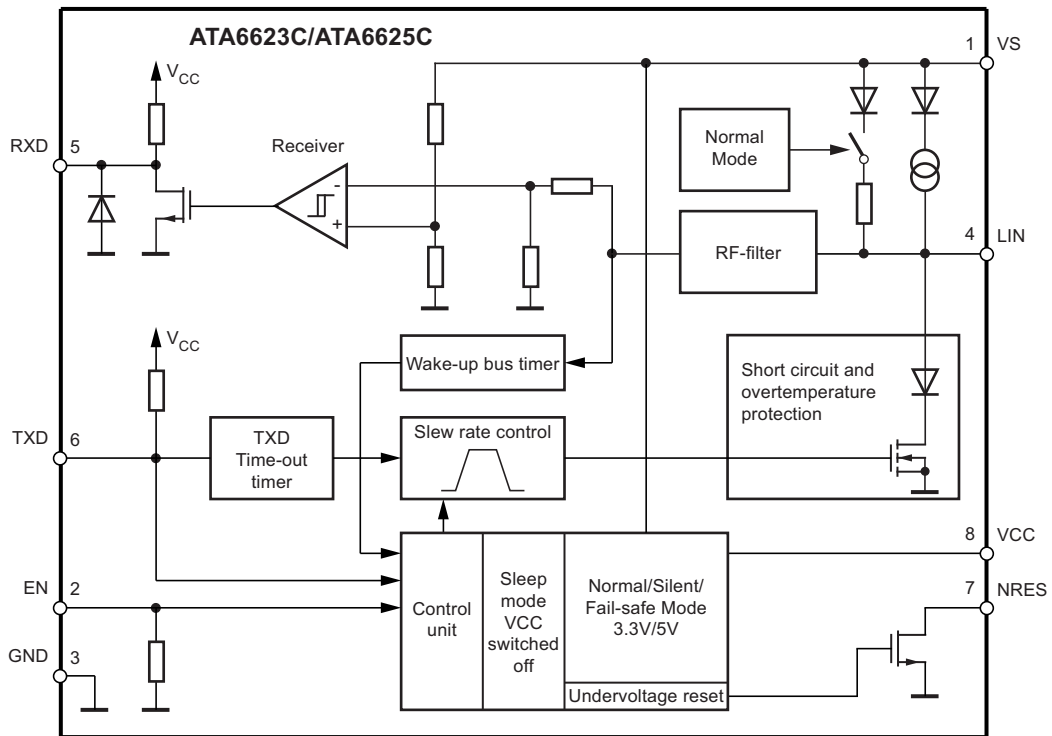 ATA6623C/ATA6625C
1
VS
VCC
RXD
5
Receiver
-
+
Normal
Mode
RF-filter
4
LIN
VCC
Wake-up bus timer
Short circuit and
overtemperature
protection
TXD
6
TXD
Time-out
timer
Slew rate control
8
VCC
7
NRES
EN
2
GND
3
Control
unit
Sleep
mode
VCC
switched
off
Normal/Silent/
Fail-safe Mode
3.3V/5V
Undervoltage reset